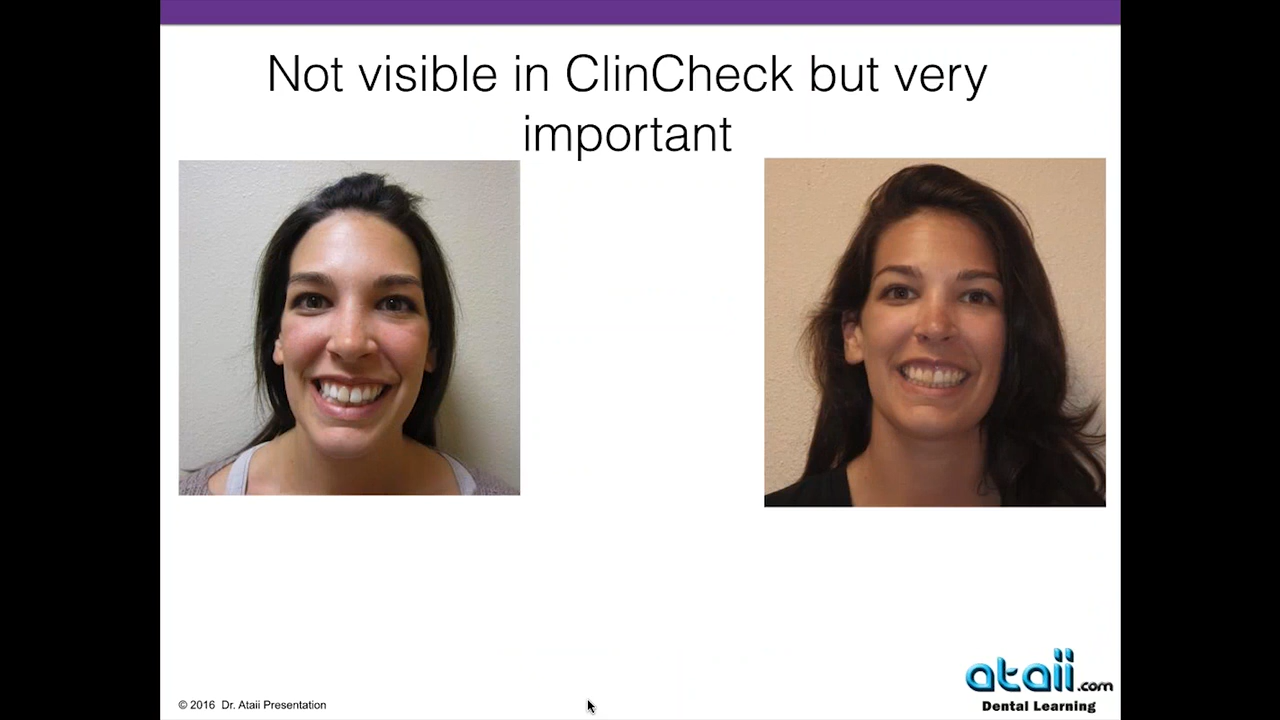 Not visible in ClinCheck but very
important
© 2016 Dr. Ataii Presentation
ataii.com
Dental Learning